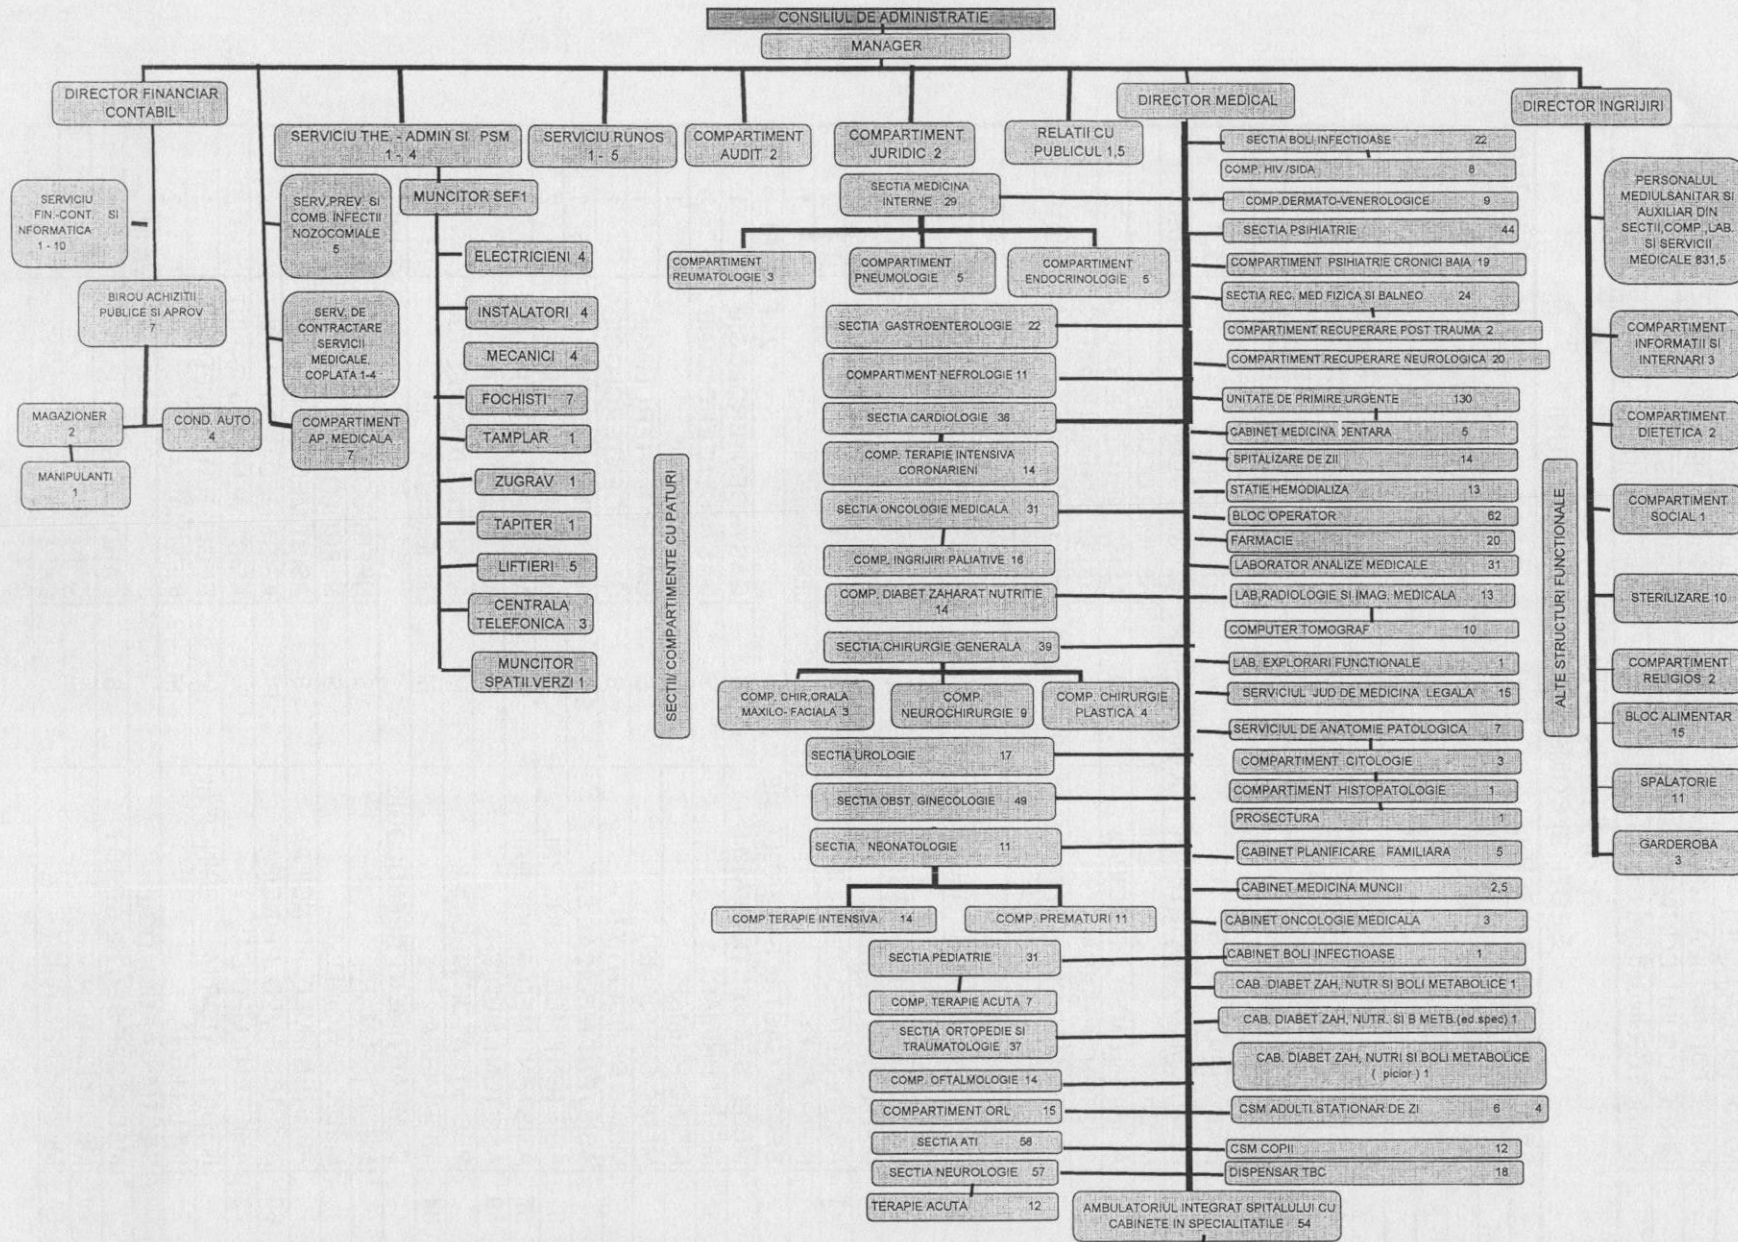 CONSILIUL DE ADMINISTRATIE
MANAGER
DIRECTOR FINANCIAR
CONTABIL
SERVICIU
FIN.-CONT. SI
NFORMATICA
1 - 10
BIROU ACHIZITII
PUBLICE SI APROV
7
MAGAZIONER
2
COND. AUTO
4
MANIPULANTI
1
SERV.PREV. SI
COMB. INFECTII
NOZOCOMIALE
5
SERV. DE
CONTRACTARE
SERVICII
MEDICALE,
COPLATA 1-4
COMPARTIMENT
AP. MEDICALA
7
SERVICIU THE. - ADMIN SI PSM
1 - 4
MUNCITOR SEF1
ELECTRICIENI 4
INSTALATORI 4
MECANICI 4
FOCHISTI 7
TAMPLAR 1
ZUGRAV 1
TAPITER 1
LIFTIERI 5
CENTRALA
TELEFONICA 3
MUNCITOR
SPATII VERZI 1
SERVICIU RUNOS
1 - 5
COMPARTIMENT
AUDIT 2
COMPARTIMENT
JURIDIC 2
RELATII CU
PUBLICUL 1,5
SECTII/ COMPARTIMENTE CU PATURI
SECTIA MEDICINA
INTERNE 29
COMPARTIMENT
REUMATOLOGIE 3
COMPARTIMENT
PNEUMOLOGIE 5
COMPARTIMENT
ENDOCRINOLOGIE 5
SECTIA GASTROENTEROLOGIE 22
COMPARTIMENT NEFROLOGIE 11
SECTIA CARDIOLOGIE 36
COMP. TERAPIE INTENSIVA
CORONARIENI 14
SECTIA ONCOLOGIE MEDICALA 31
COMP. INGRIJIRI PALIATIVE 16
COMP. DIABET ZAHARAT NUTRITIE
14
SECTIA CHIRURGIE GENERALA 39
COMP. CHIR.ORALA
MAXILO- FACIALA 3
COMP.
NEUROCHIRURGIE 9
COMP. CHIRURGIE
PLASTICA 4
SECTIA UROLOGIE 17
SECTIA OBST, GINECOLOGIE 49
SECTIA, NEONATOLOGIE 11
COMP TERAPIE INTENSIVA 14
COMP. PREMATURI 11
SECTIA PEDIATRIE 31
COMP. TERAPIE ACUTA 7
SECTIA ORTOPEDIE SI
TRAUMATOLOGIE 37
COMP. OFTALMOLOGIE 14
COMPARTIMENT ORL 15
SECTIA ATI 58
SECTIA NEUROLOGIE 57
TERAPIE ACUTA 12
DIRECTOR MEDICAL
SECTIA BOLI INFECTIOASE 22
COMP. HIV /SIDA 8
COMP.DERMATO-VENEROLOGICE 9
SECTIA PSIHIATRIE 44
COMPARTIMENT PSIHIATRIE CRONICI BAIA 19
SECTIA REC. MED FIZICA SI BALNEO 24
COMPARTIMENT RECUPERARE POST TRAUMA 2
COMPARTIMENT RECUPERARE NEUROLOGICA 20
UNITATE DE PRIMIRE URGENTE 130
CABINET MEDICINA DENTARA 5
SPITALIZARE DE ZII 14
STATIE HEMODIALIZA 13
BLOC OPERATOR 62
FARMACIE 20
LABORATOR ANALIZE MEDICALE 31
LAB,RADIOLOGIE SI IMAG. MEDICALA 13
COMPUTER TOMOGRAF 10
LAB. EXPLORARI FUNCTIONALE 1
SERVICIUL JUD DE MEDICINA LEGALA 15
SERVICIUL DE ANATOMIE PATOLOGICA 7
COMPARTIMENT CITOLOGIE 3
COMPARTIMENT HISTOPATOLOGIE 1
PROSECTURA 1
CABINET PLANIFICARE FAMILIARA 5
CABINET MEDICINA MUNCII 2,5
CABINET ONCOLOGIE MEDICALA 3
CABINET BOLI INFECTIOASE 1
CAB. DIABET ZAH, NUTR SI BOLI METABOLICE 1
CAB. DIABET ZAH, NUTR. SI B METB.(ed.spec) 1
CAB. DIABET ZAH, NUTRI SI BOLI METABOLICE
( picior ) 1
CSM ADULTI STATIONAR DE ZI 6 4
CSM COPII 12
DISPENSAR TBC 18
AMBULATORIUL INTEGRAT SPITALULUI CU
CABINETE IN SPECIALITATILE 54
ALTE STRUCTURI FUNCTIONALE
DIRECTOR INGRIJIRI
PERSONALUL
MEDIULSANITAR SI
AUXILIAR DIN
SECTII,COMP.,LAB.
SI SERVICII
MEDICALE 831,5
COMPARTIMENT
INFORMATII SI
INTERNARI 3
COMPARTIMENT
DIETETICA 2
COMPARTIMENT
SOCIAL 1
STERILIZARE 10
COMPARTIMENT
RELIGIOS 2
BLOC ALIMENTAR
15
SPALATORIE
11
GARDEROBA
3